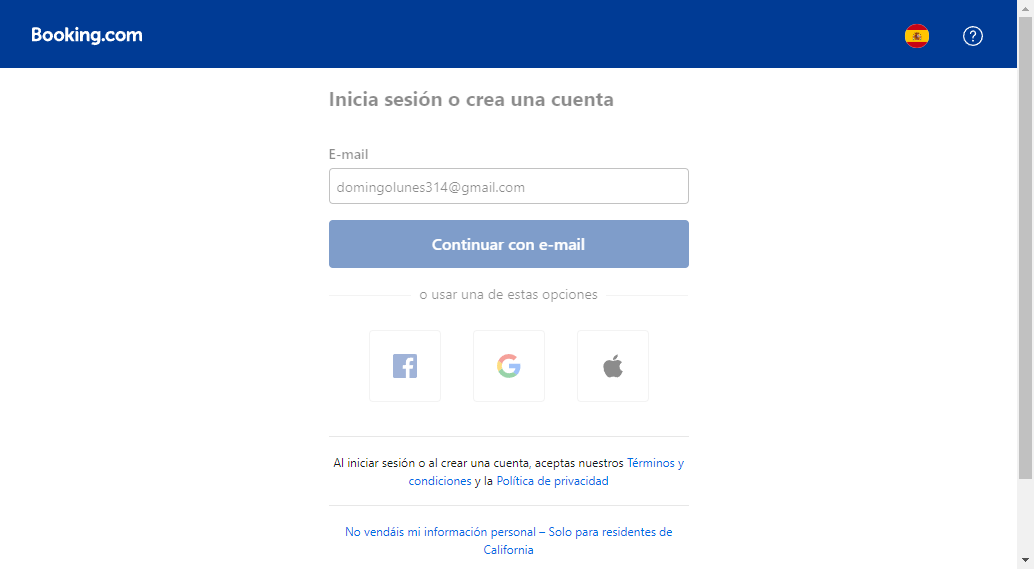 Booking.com
Inicia sesión o crea una cuenta
E-mail
domingolunes314@gmail.com
Continuar con e-mail
o usar una de estas opciones
Al iniciar sesión o al crear una cuenta, aceptas nuestros Términos y
condiciones y la Política de privacidad
No vendáis mi información personal – Solo para residentes de
California